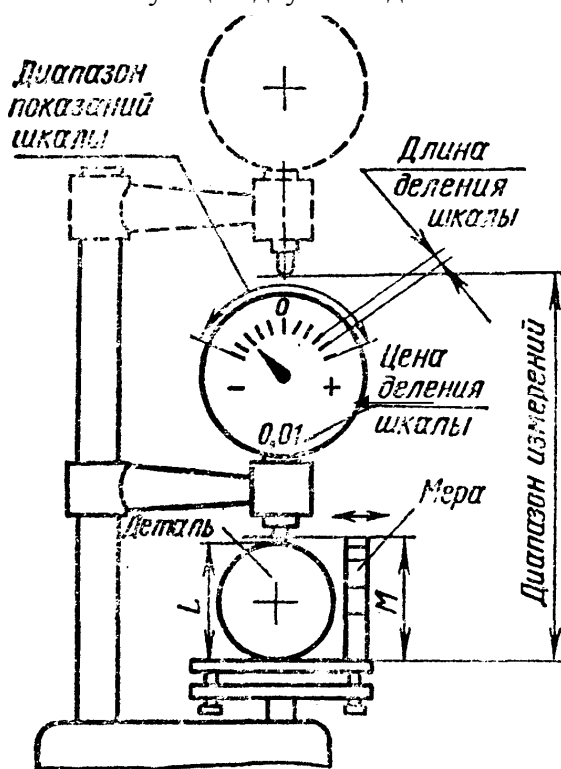 Диапазон
показаний
шкалы
Длина
деления
шкалы
0
Цена
деления
шкалы
- +
0,01
Диапазон измерений
Мера
Деталь
L
M